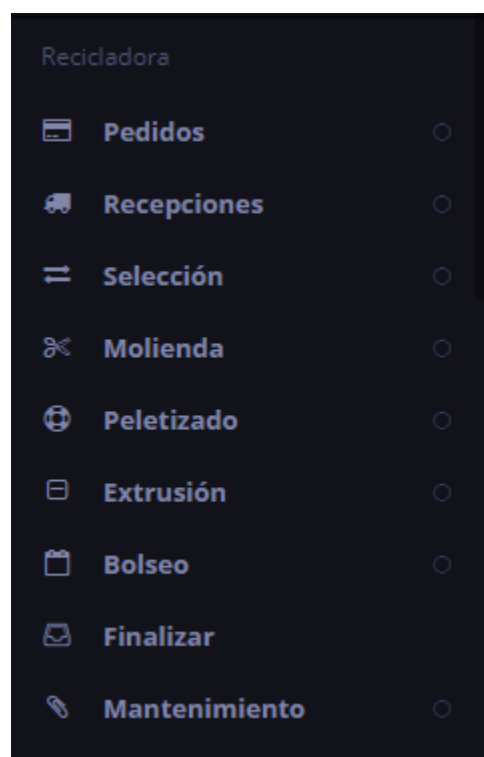 Recicladora
Pedidos
Recepciones
Selección
Molienda
Peletizado
Extrusión
Bolseo
Finalizar
Mantenimiento